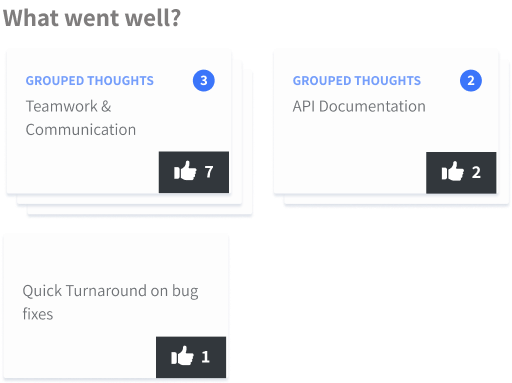 What went well?
GROUPED THOUGHTS 3
Teamwork &
Communication
7
GROUPED THOUGHTS 2
API Documentation
2
Quick Turnaround on bug
fixes
1